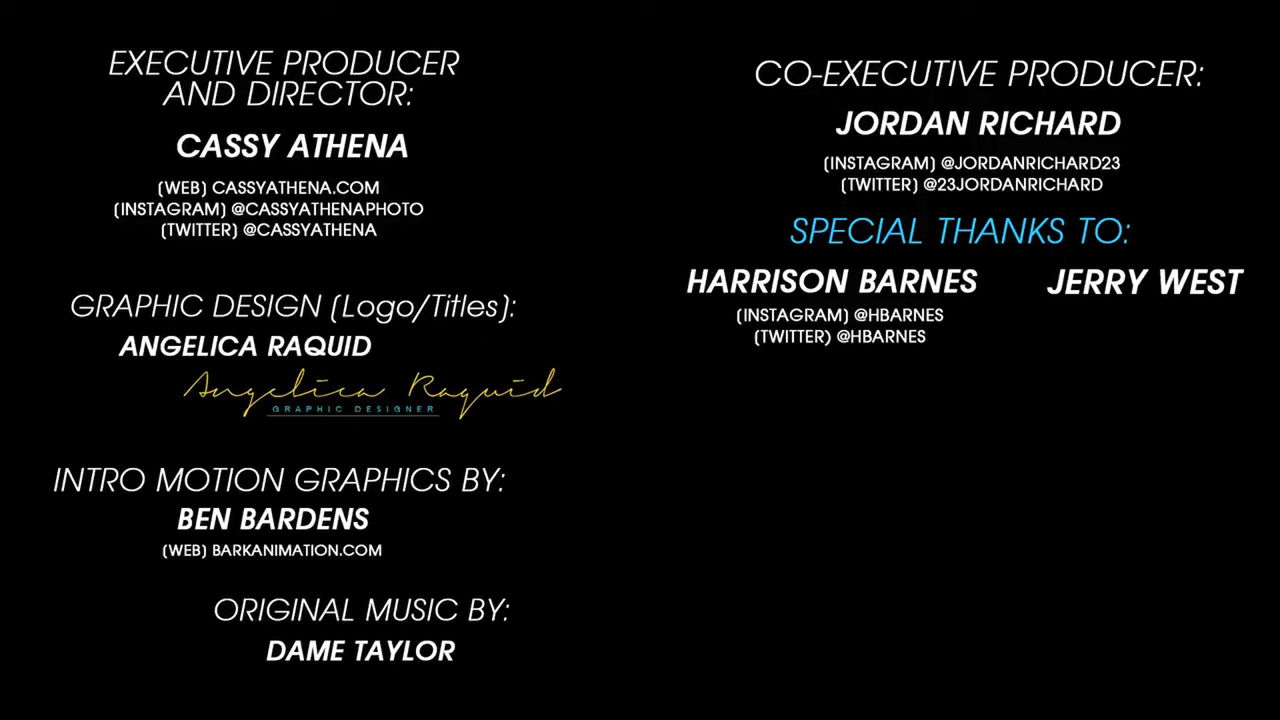 EXECUTIVE PRODUCER
AND DIRECTOR:
CASSY ATHENA
(WEB) CASSYATHENA.COM
(INSTAGRAM) @CASSYATHENAPHOTO
(TWITTER) @CASSYATHENA
GRAPHIC DESIGN (Logo/Titles):
ANGELICA RAQUID
Angelica Raquid
GRAPHIC DESIGNER
INTRO MOTION GRAPHICS BY:
BEN BARDENS
(WEB) BARKANIMATION.COM
ORIGINAL MUSIC BY:
DAME TAYLOR
CO-EXECUTIVE PRODUCER:
JORDAN RICHARD
(INSTAGRAM) @JORDANRICHARD23
(TWITTER) @23JORDANRICHARD
SPECIAL THANKS TO:
HARRISON BARNES
(INSTAGRAM) @HBARNES
(TWITTER) @HBARNES
JERRY WEST